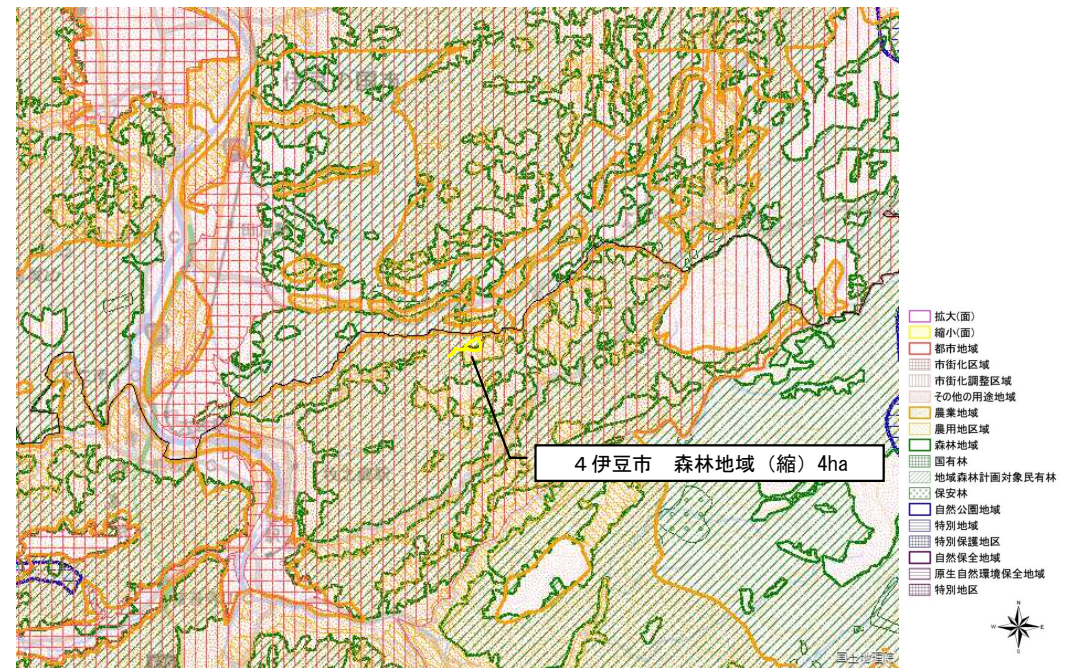 伊豆の国市
4伊豆市 森林地域(縮)4ha
国土地理院
拡大(面)
縮小(面)
都市地域
市街化区域
市街化調整区域
その他の用途地域
農業地域
農用地区域
森林地域
国有林
地域森林計画対象民有林
保安林
自然公園地域
特別地域
特別保護地区
自然保全地域
原生自然環境保全地域
特別地区
N
W
E
S